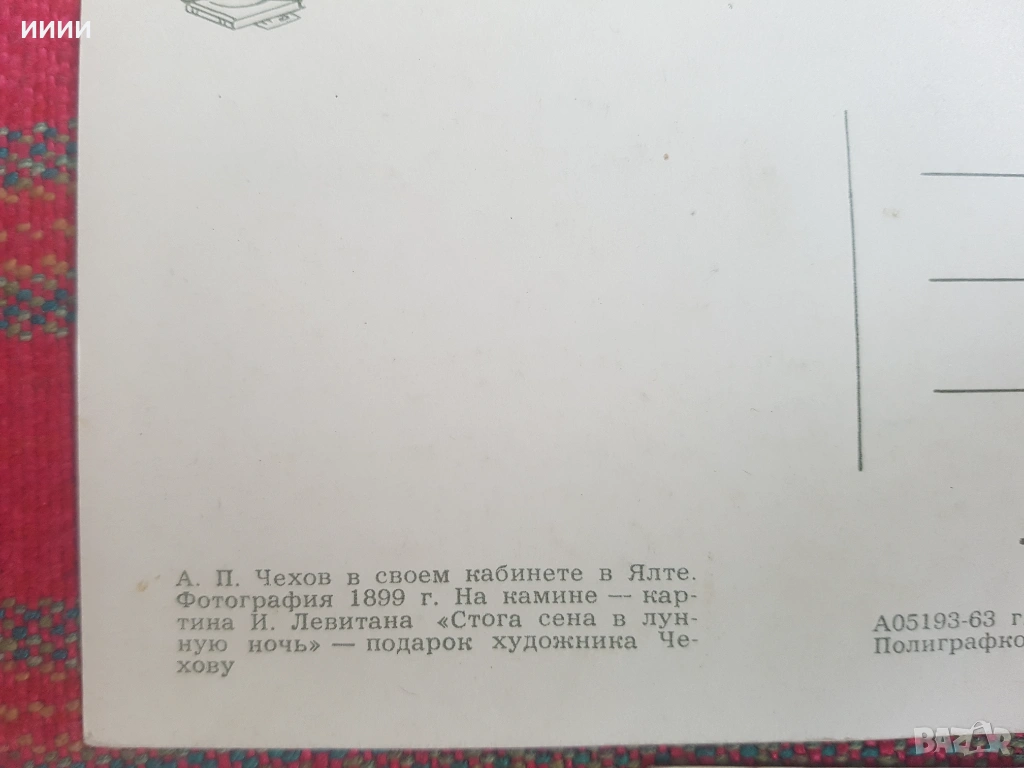 ииии
А. П. Чехов в своем кабинете в Ялте.
Фотография 1899 г. На камине — кар-
тина И. Левитана «Стога сена в лун-
ную ночь» — подарок художника Че-
хову
А05193-63 г.
Полиграфко
BAZAR